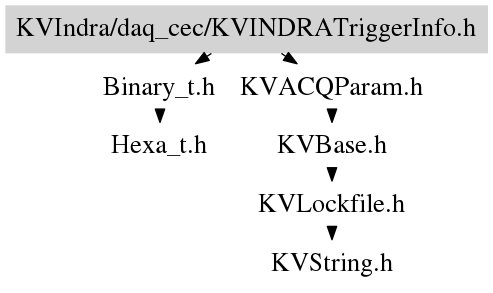 KVIndra/daq_cec/KVINDRATriggerInfo.h
Binary_t.h KVACQParam.h
Hexa_t.h KVBase.h
KVLockfile.h
KVString.h